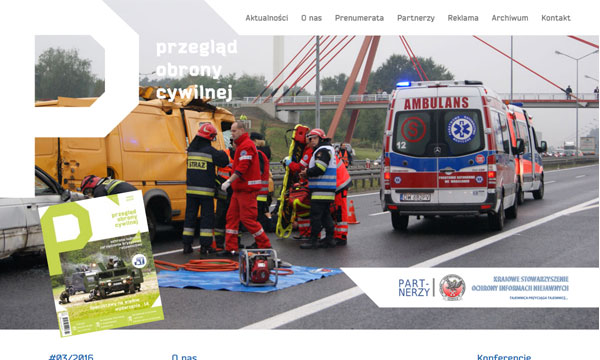 Aktualności O nas Prenumerata Partnerzy Reklama Archiwum Kontakt
przegląd
obrony
cywilnej
AMBULANS
S
12
STRAŻ
przegląd
obrony
cywilnej
PART-
NERZY
KRAJOWE STOWARZYSZENIE
OCHRONY INFORMACJI NIEJAWNYCH
#03/2016 O nas Konferencje